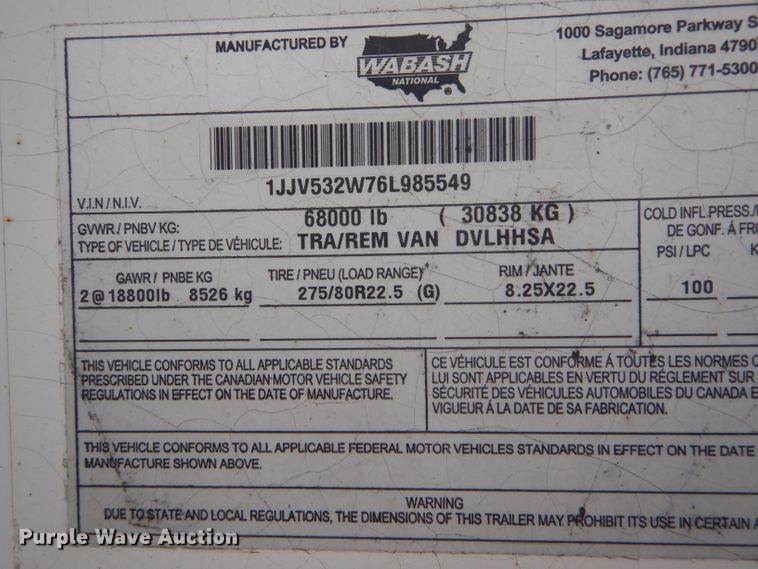 MANUFACTURED BY
WABASH
NATIONAL
®
1000 Sagamore Parkway S
Lafayette, Indiana 4790
Phone: (765) 771-5300
1JJV532W76L985549
V.I.N / N.I.V.
GVWR / PNBV KG: 68000 lb ( 30838 KG )
TYPE OF VEHICLE / TYPE DE VÉHICULE: TRA/REM VAN DVLHHSA
COLD INFL.PRESS./
DE GONF. À FR
PSI / LPC K
GAWR / PNBE KG TIRE / PNEU (LOAD RANGE) RIM / JANTE
2@18800lb 8526 kg 275/80R22.5 (G) 8.25X22.5 100
THIS VEHICLE CONFORMS TO ALL APPLICABLE STANDARDS
PRESCRIBED UNDER THE CANADIAN MOTOR VEHICLE SAFETY
REGULATIONS IN EFFECT ON THE DATE OF MANUFACTURE.
CE VÉHICULE EST CONFORME À TOUTES LES NORMES
LUI SONT APPLICABLES EN VERTU DU RÉGLEMENT SUR
SÉCURITÉ DES VÉHICULES AUTOMOBILES DU CANADA E
VIGUEUR À LA DATE DE SA FABRICATION.
THIS VEHICLE CONFORMS TO ALL APPLICABLE FEDERAL MOTOR VEHICLES STANDARDS IN EFFECT ON THE DATE
MANUFACTURE SHOWN ABOVE.
WARNING
DUE TO STATE AND LOCAL REGULATIONS, THE DIMENSIONS OF THIS TRAILER MAY PROHIBIT ITS USE IN CERTAIN
Purple Wave Auction